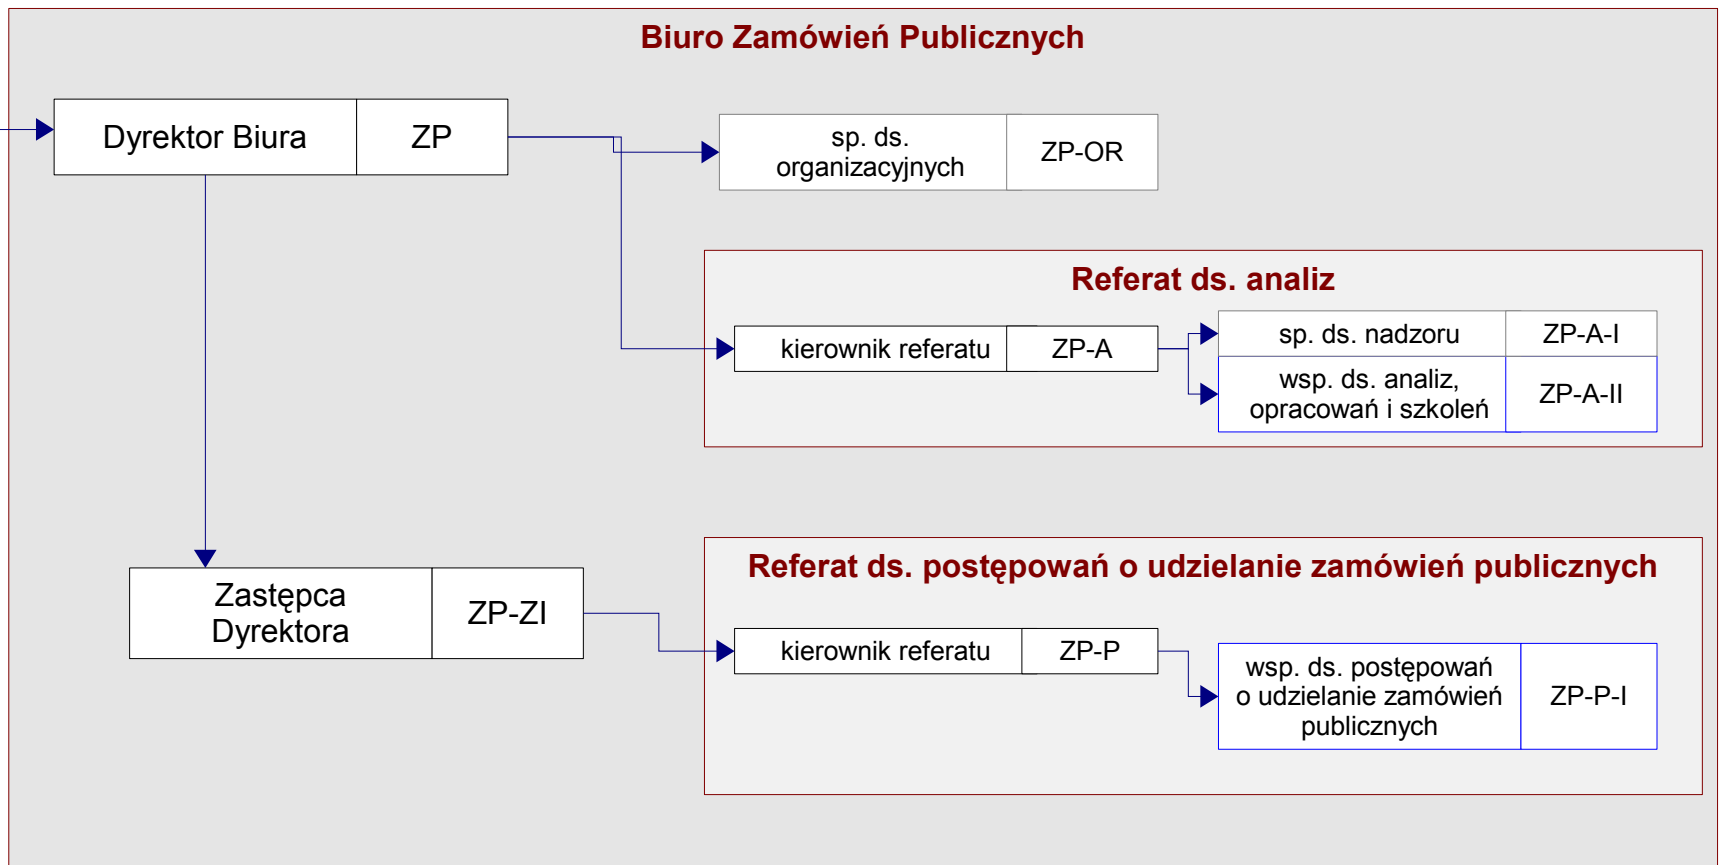 Biuro Zamówień Publicznych
Dyrektor Biura
ZP
sp. ds.
organizacyjnych
ZP-OR
Referat ds. analiz
kierownik referatu
ZP-A
sp. ds. nadzoru
ZP-A-I
wsp. ds. analiz,
opracowań i szkoleń
ZP-A-II
Zastępca
Dyrektora
ZP-ZI
Referat ds. postępowań o udzielanie zamówień publicznych
kierownik referatu
ZP-P
wsp. ds. postępowań
o udzielanie zamówień
publicznych
ZP-P-I